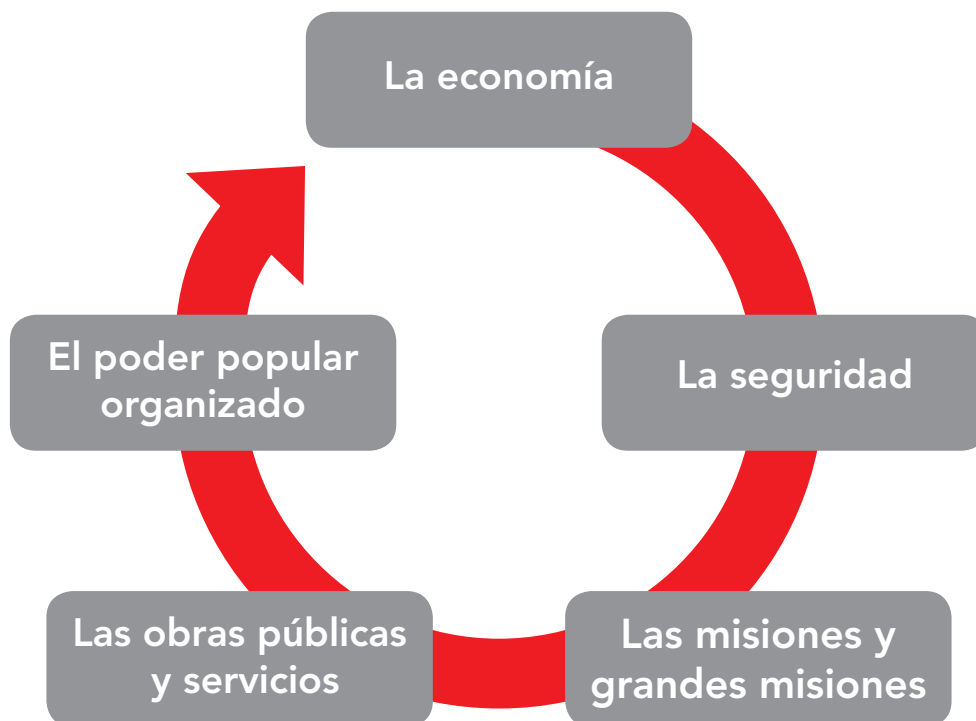 La economía
La seguridad
Las misiones y
grandes misiones
Las obras públicas
y servicios
El poder popular
organizado